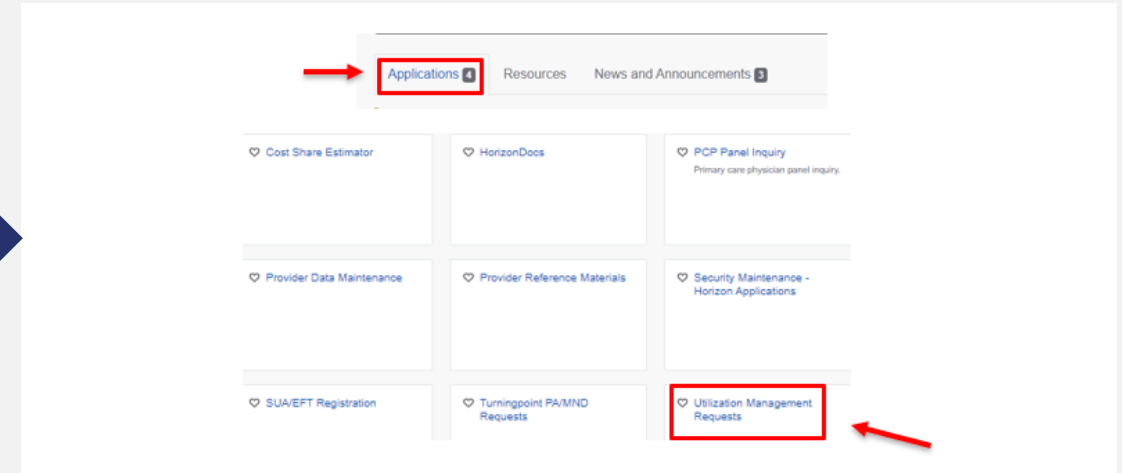 Applications 4 Resources News and Announcements 3
Cost Share Estimator
HorizonDocs
PCP Panel Inquiry
Primary care physician panel inquiry.
Provider Data Maintenance
Provider Reference Materials
Security Maintenance -
Horizon Applications
SUA/EFT Registration
Turningpoint PA/MND
Requests
Utilization Management
Requests